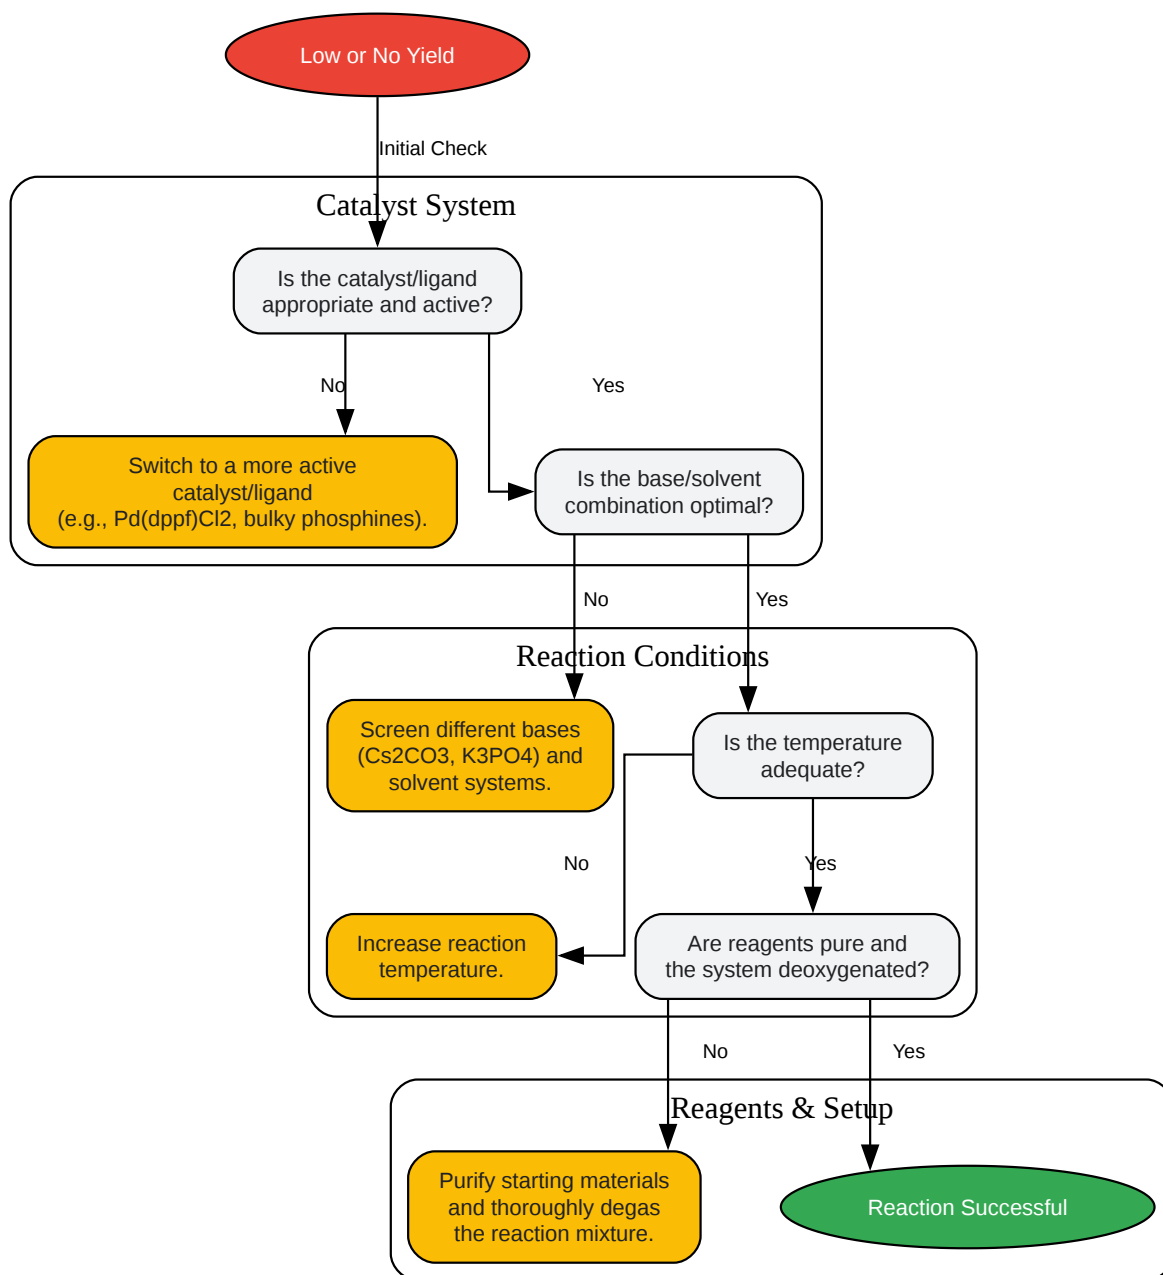 Low or No Yield
Initial Check
Catalyst System
Is the catalyst/ligand
appropriate and active?
No
Yes
Switch to a more active
catalyst/ligand
(e.g., Pd(dppf)Cl2, bulky phosphines).
Is the base/solvent
combination optimal?
No
Yes
Reaction Conditions
Screen different bases
(Cs2CO3, K3PO4) and
solvent systems.
Is the temperature
adequate?
No
Yes
Increase reaction
temperature.
Are reagents pure and
the system deoxygenated?
No
Yes
Reagents & Setup
Purify starting materials
and thoroughly degas
the reaction mixture.
Reaction Successful